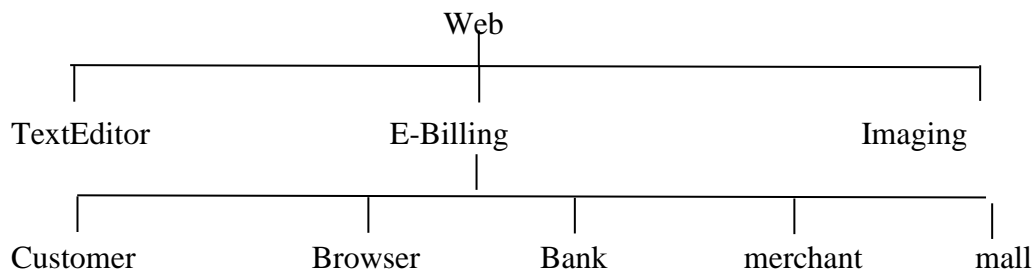 Web
TextEditor E-Billing Imaging
Customer Browser Bank merchant mall